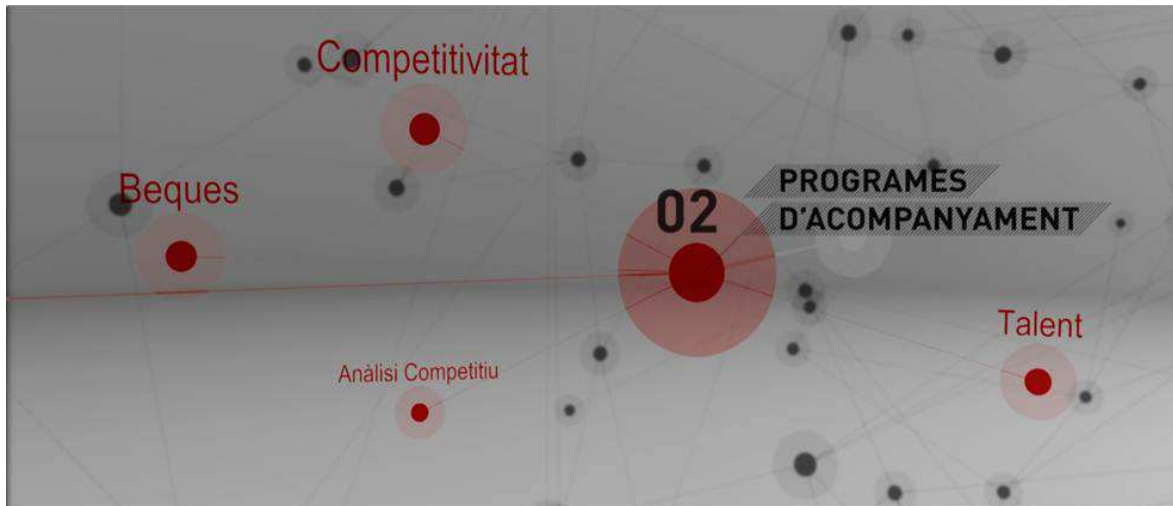 Competitivitat
Beques
02
PROGRAMES
D'ACOMPANYAMENT
Talent
Anàlisi Competitiu